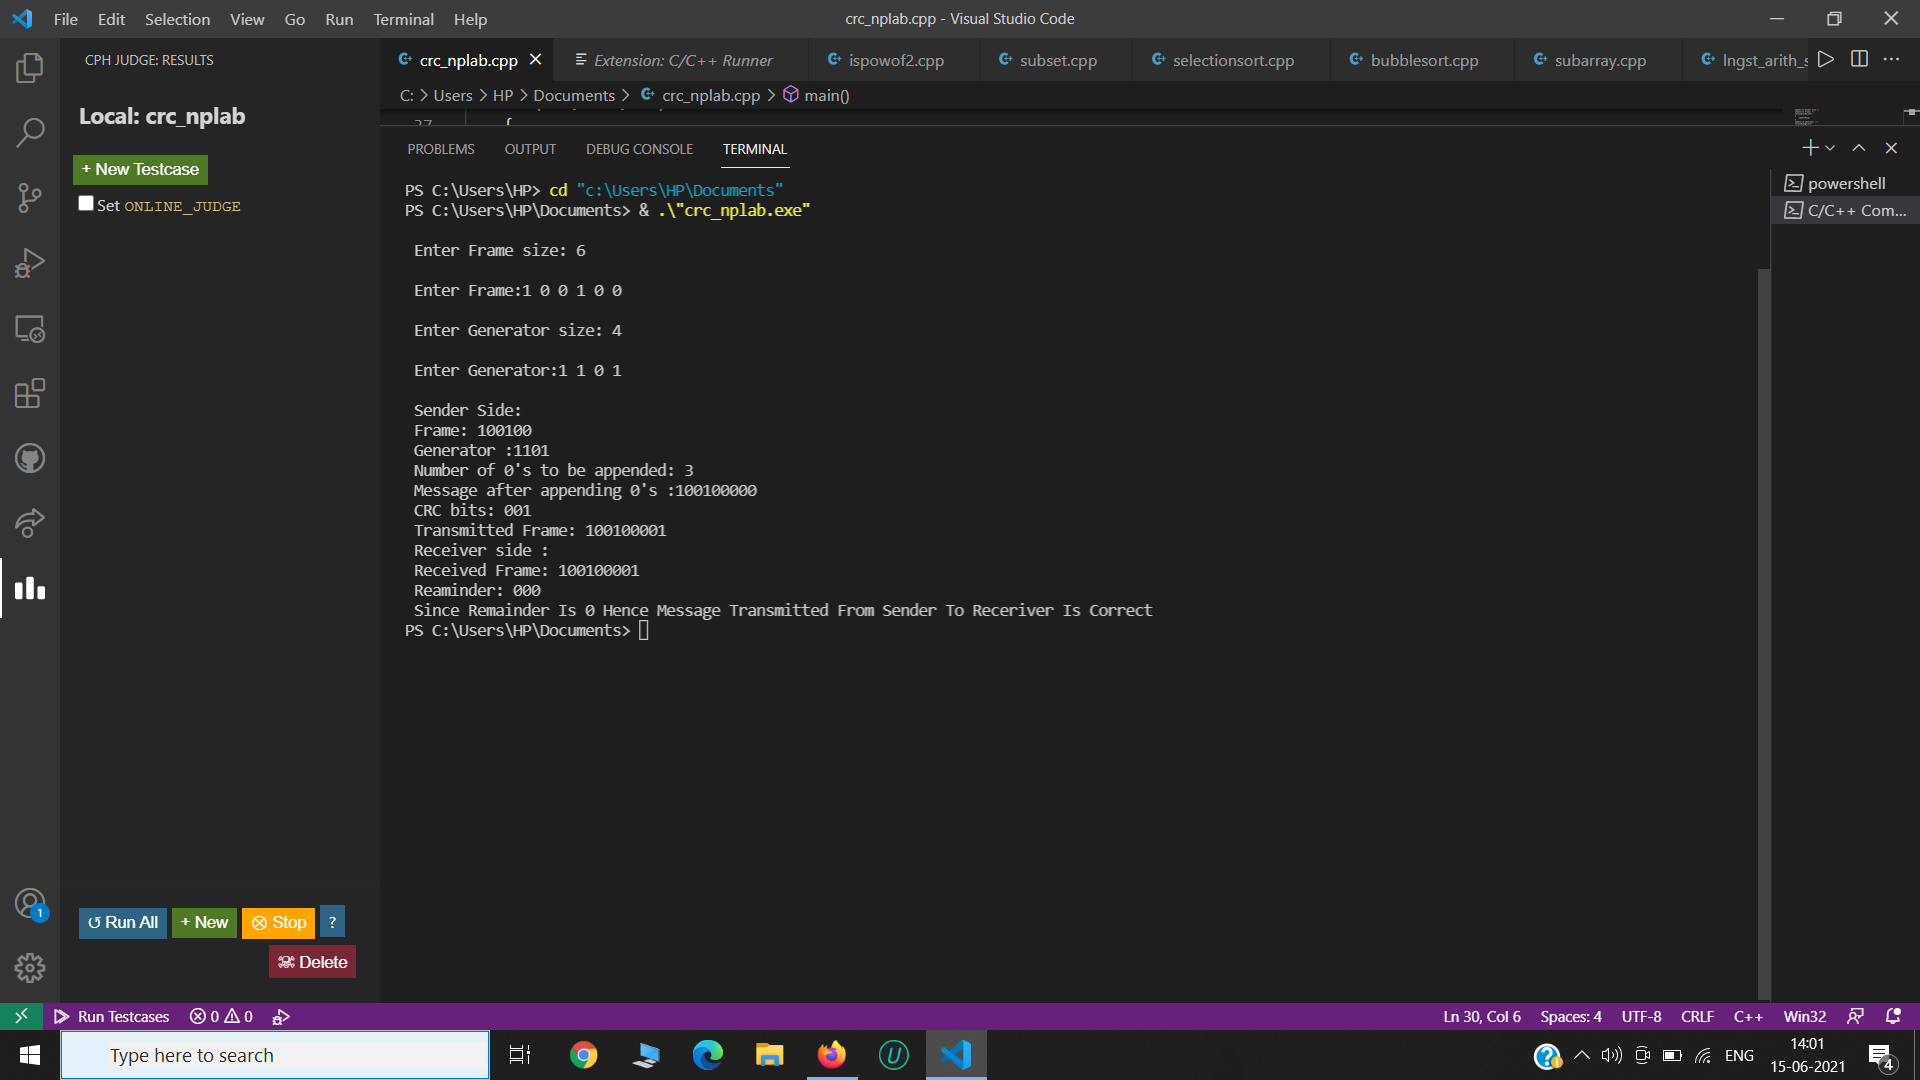 File Edit Selection View Go Run Terminal Help
crc_nplab.cpp - Visual Studio Code
CPH JUDGE: RESULTS
crc_nplab.cpp
Extension: C/C++ Runner
ispowof2.cpp
subset.cpp
selectionsort.cpp
bubblesort.cpp
subarray.cpp
lngst_arith_s
C: > Users > HP > Documents > crc_nplab.cpp > main()
Local: crc_nplab
+ New Testcase
Set ONLINE_JUDGE
37 {
PROBLEMS OUTPUT DEBUG CONSOLE TERMINAL
powershell
C/C++ Com...
PS C:\Users\HP> cd "c:\Users\HP\Documents"
PS C:\Users\HP\Documents> & .\"crc_nplab.exe"
Enter Frame size: 6
Enter Frame:1 0 0 1 0 0
Enter Generator size: 4
Enter Generator:1 1 0 1
Sender Side:
Frame: 100100
Generator :1101
Number of 0's to be appended: 3
Message after appending 0's :100100000
CRC bits: 001
Transmitted Frame: 100100001
Receiver side :
Received Frame: 100100001
Reaminder: 000
Since Remainder Is 0 Hence Message Transmitted From Sender To Receriver Is Correct
PS C:\Users\HP\Documents>
1
↺ Run All + New Stop ?
Delete
Run Testcases 0 0
Ln 30, Col 6 Spaces: 4 UTF-8 CRLF C++ Win32
Type here to search
ENG
14:01
15-06-2021
4